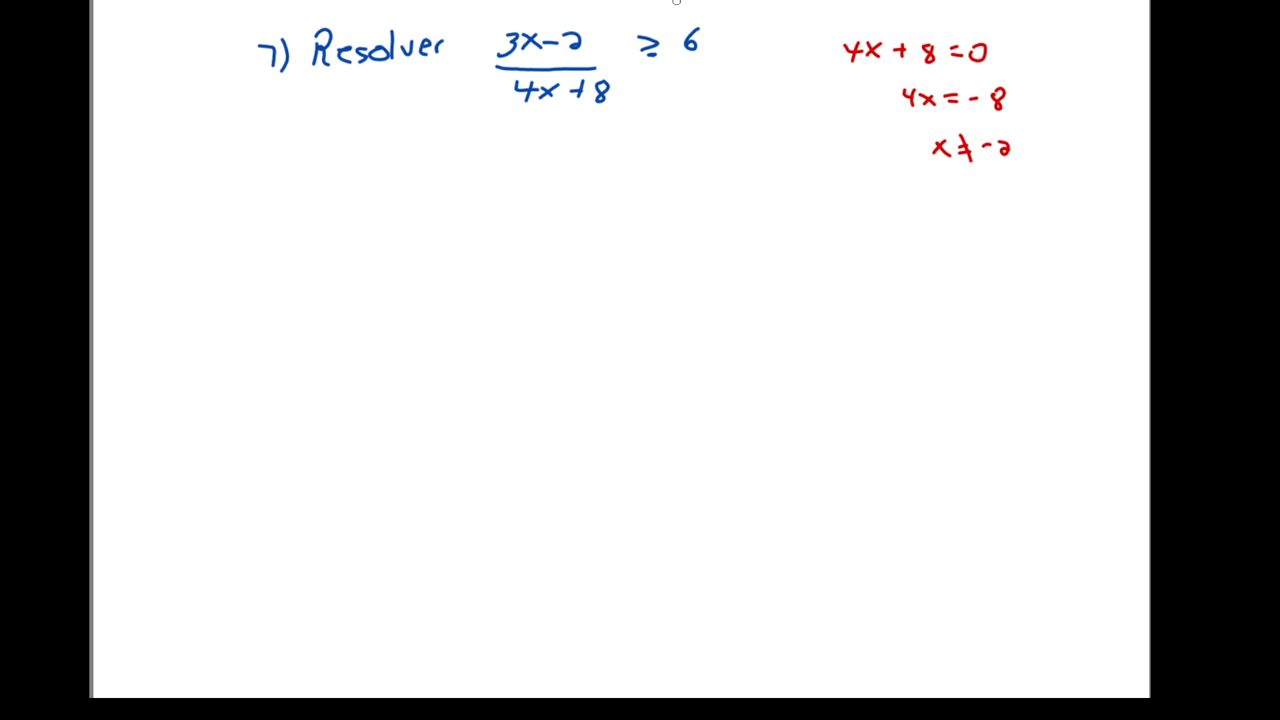 7) Resolver (3x-2)/(4x+8) ≥ 6
4x + 8 = 0
4x = - 8
x ≠ -2